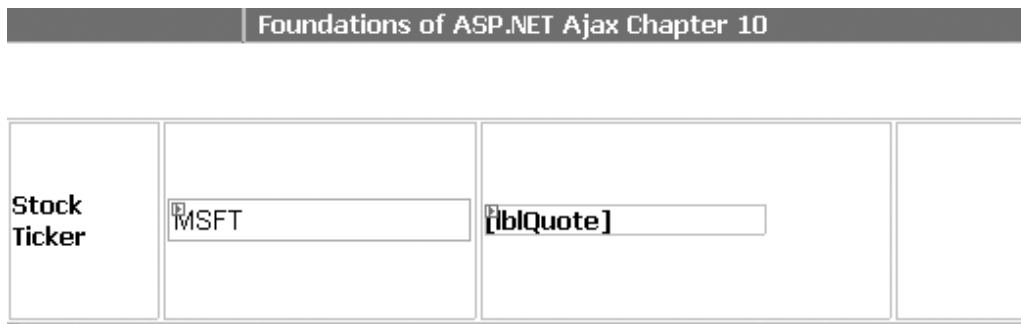 Foundations of ASP.NET Ajax Chapter 10
Stock
Ticker
MSFT
[lblQuote]